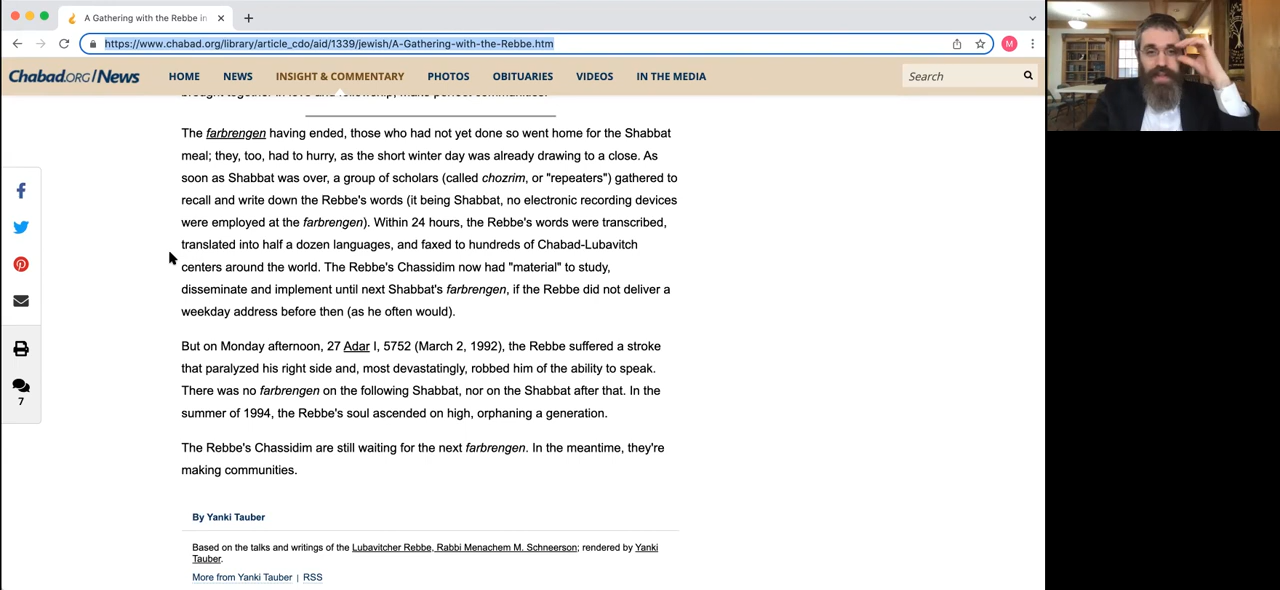 A Gathering with the Rebbe in
https://www.chabad.org/library/article_cdo/aid/1339/jewish/A-Gathering-with-the-Rebbe.htm
M
Chabad.ORG/News
HOME NEWS INSIGHT & COMMENTARY PHOTOS OBITUARIES VIDEOS IN THE MEDIA
Search
The farbrengen having ended, those who had not yet done so went home for the Shabbat
meal; they, too, had to hurry, as the short winter day was already drawing to a close. As
soon as Shabbat was over, a group of scholars (called chozrim, or "repeaters") gathered to
recall and write down the Rebbe's words (it being Shabbat, no electronic recording devices
were employed at the farbrengen). Within 24 hours, the Rebbe's words were transcribed,
translated into half a dozen languages, and faxed to hundreds of Chabad-Lubavitch
centers around the world. The Rebbe's Chassidim now had "material" to study,
disseminate and implement until next Shabbat's farbrengen, if the Rebbe did not deliver a
weekday address before then (as he often would).
But on Monday afternoon, 27 Adar I, 5752 (March 2, 1992), the Rebbe suffered a stroke
that paralyzed his right side and, most devastatingly, robbed him of the ability to speak.
There was no farbrengen on the following Shabbat, nor on the Shabbat after that. In the
summer of 1994, the Rebbe's soul ascended on high, orphaning a generation.
The Rebbe's Chassidim are still waiting for the next farbrengen. In the meantime, they're
making communities.
7
By Yanki Tauber
Based on the talks and writings of the Lubavitcher Rebbe, Rabbi Menachem M. Schneerson; rendered by Yanki
Tauber.
More from Yanki Tauber | RSS